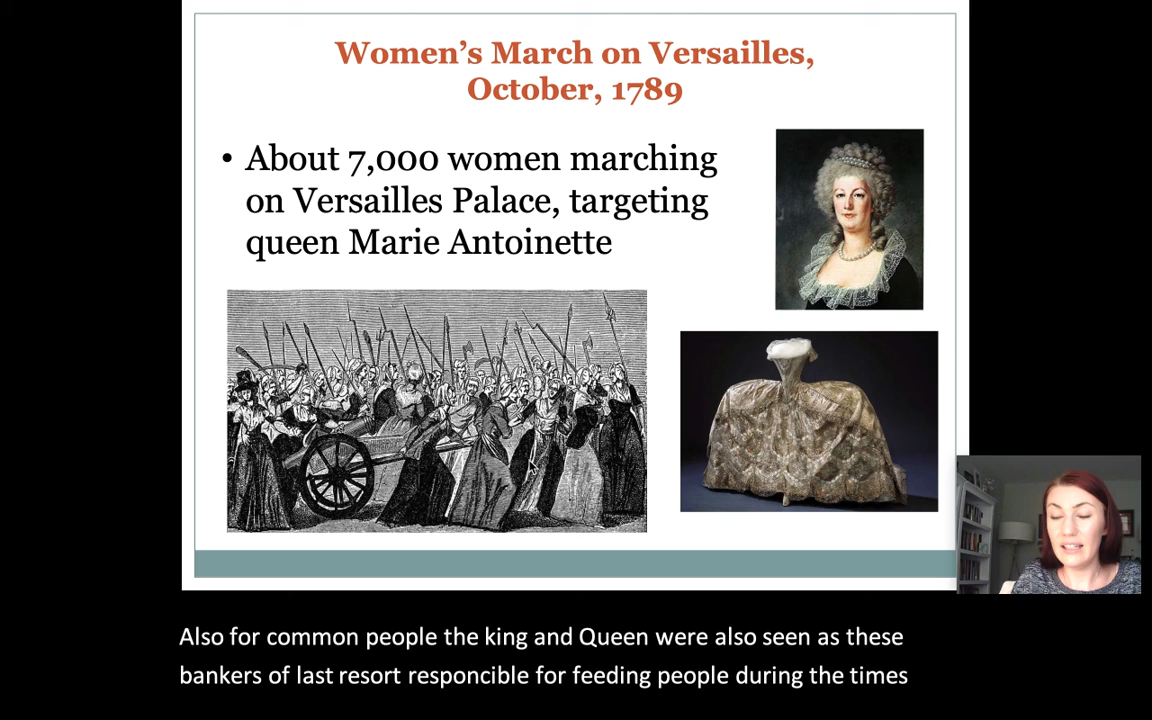 Women's March on Versailles,
October, 1789
• About 7,000 women marching
on Versailles Palace, targeting
queen Marie Antoinette
Also for common people the king and Queen were also seen as these
bankers of last resort responcible for feeding people during the times